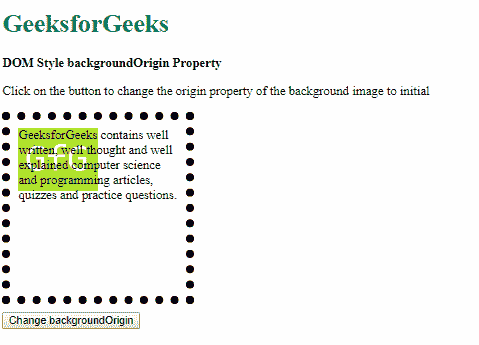 GeeksforGeeks
DOM Style backgroundOrigin Property
Click on the button to change the origin property of the background image to initial
GeeksforGeeks contains well
written, well thought and well
explained computer science
and programming articles,
quizzes and practice questions.
GfG
Change backgroundOrigin